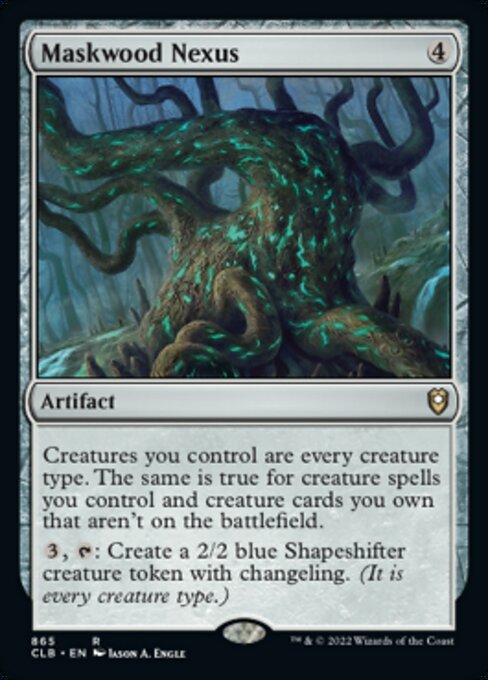 Maskwood Nexus 4
Artifact
Creatures you control are every creature
type. The same is true for creature spells
you control and creature cards you own
that aren't on the battlefield.
3, : Create a 2/2 blue Shapeshifter
creature token with changeling. (It is
every creature type.)
865 R
CLB • EN Jason A. Engle
™ & © 2022 Wizards of the Coast